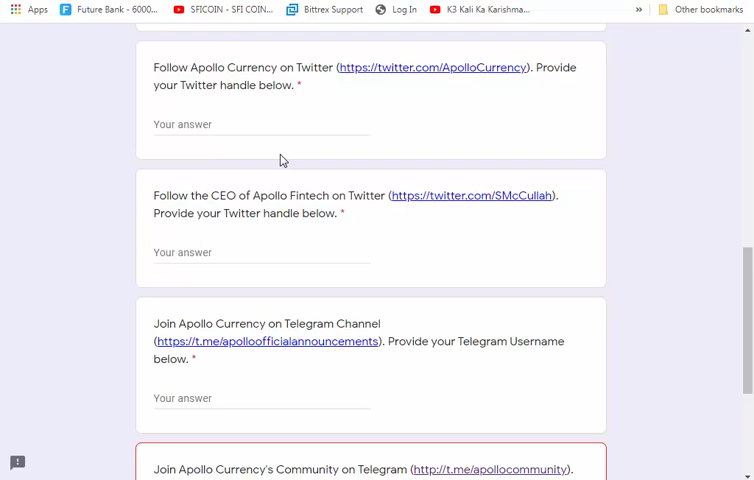 Apps Future Bank - 6000... SFICOIN - SFI COIN... Bittrex Support Log In K3 Kali Ka Karishma... » Other bookmarks
Follow Apollo Currency on Twitter (https://twitter.com/ApolloCurrency). Provide
your Twitter handle below. *
Your answer
Follow the CEO of Apollo Fintech on Twitter (https://twitter.com/SMcCullah).
Provide your Twitter handle below. *
Your answer
Join Apollo Currency on Telegram Channel
(https://t.me/apolloofficialannouncements). Provide your Telegram Username
below. *
Your answer
Join Apollo Currency's Community on Telegram (http://t.me/apollocommunity).